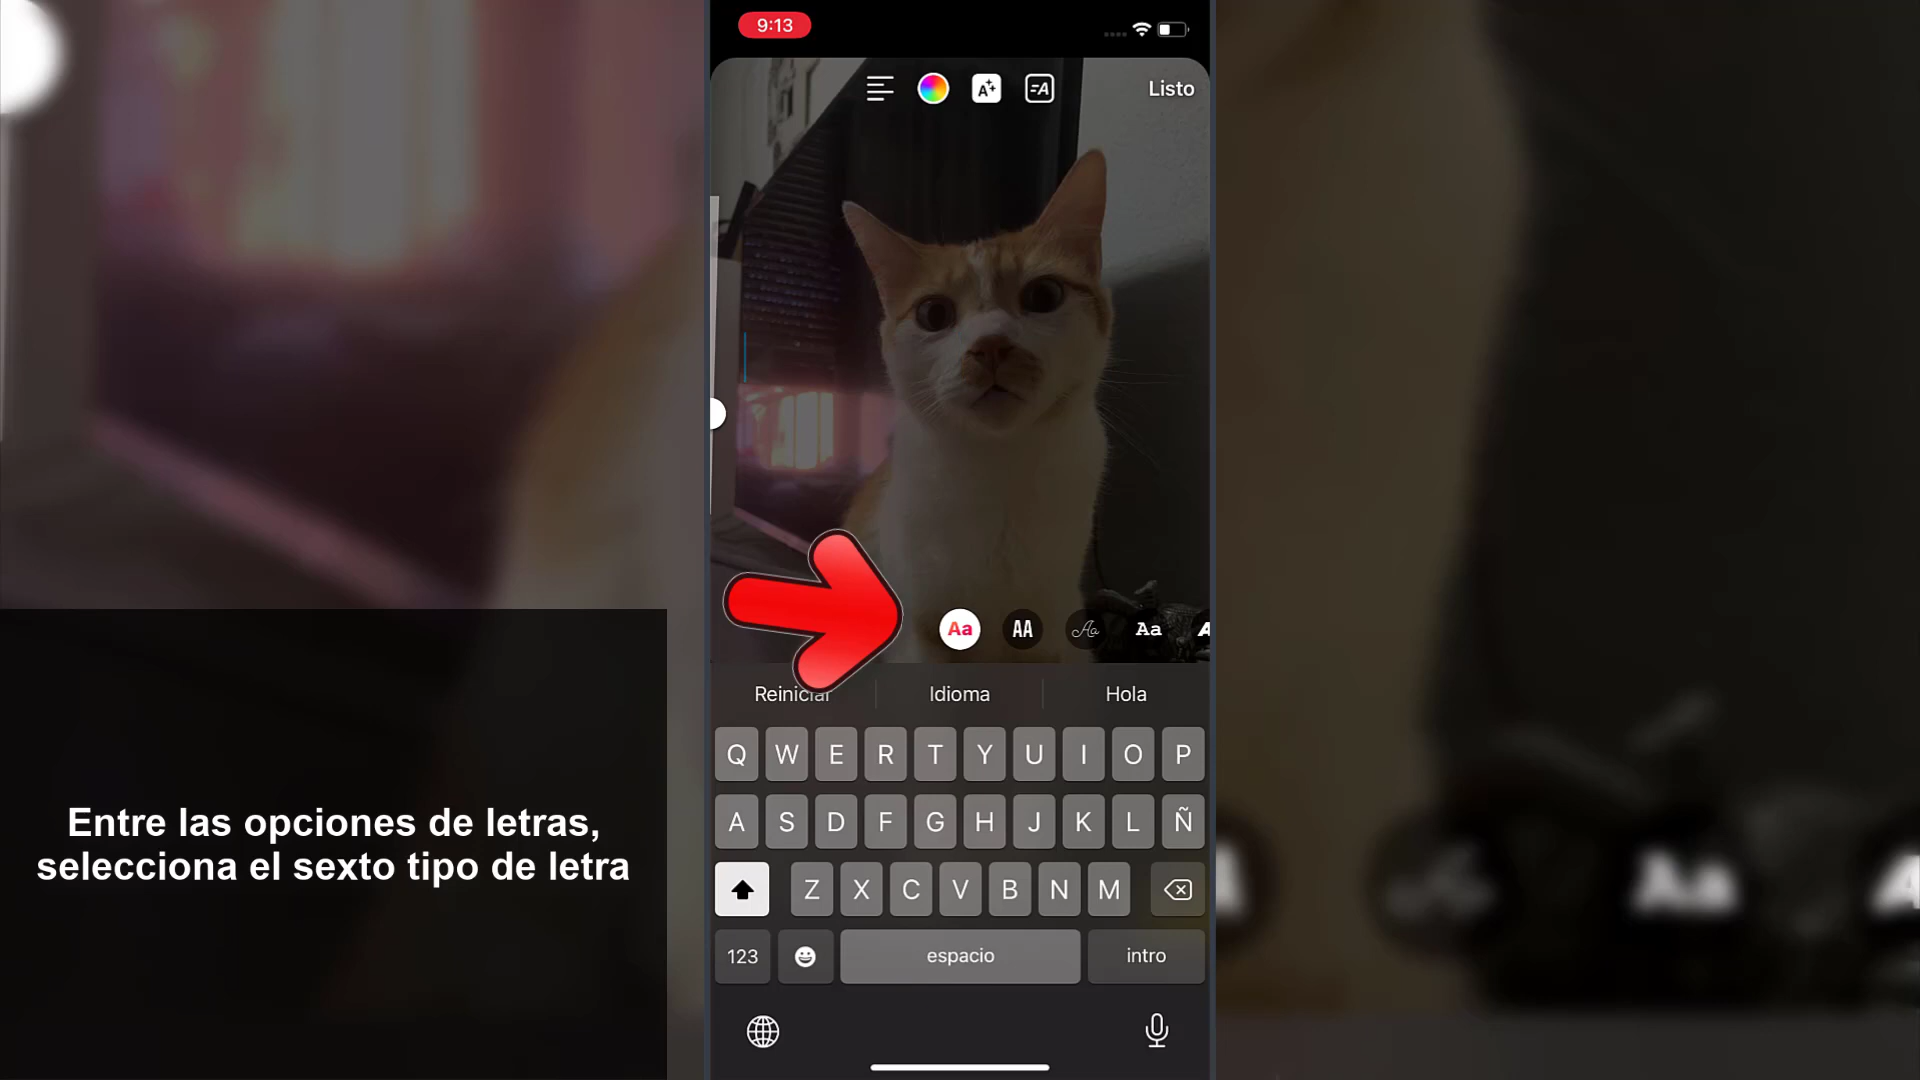 9:13
A
A
Listo
Aa AA Aa Aa
Reiniciar Idioma Hola
Q W E R T Y U I O P
A S D F G H J K L Ñ
Z X C V B N M
123 espacio intro
Entre las opciones de letras,
selecciona el sexto tipo de letra